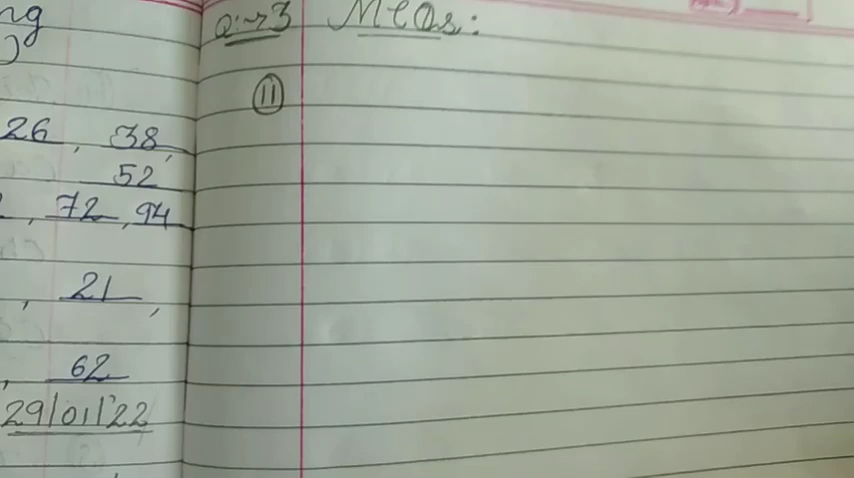 ng
26, 38,
52
, 72, 94
, 21,
, 62
29/01/22
Q:→3 MCQs:
11